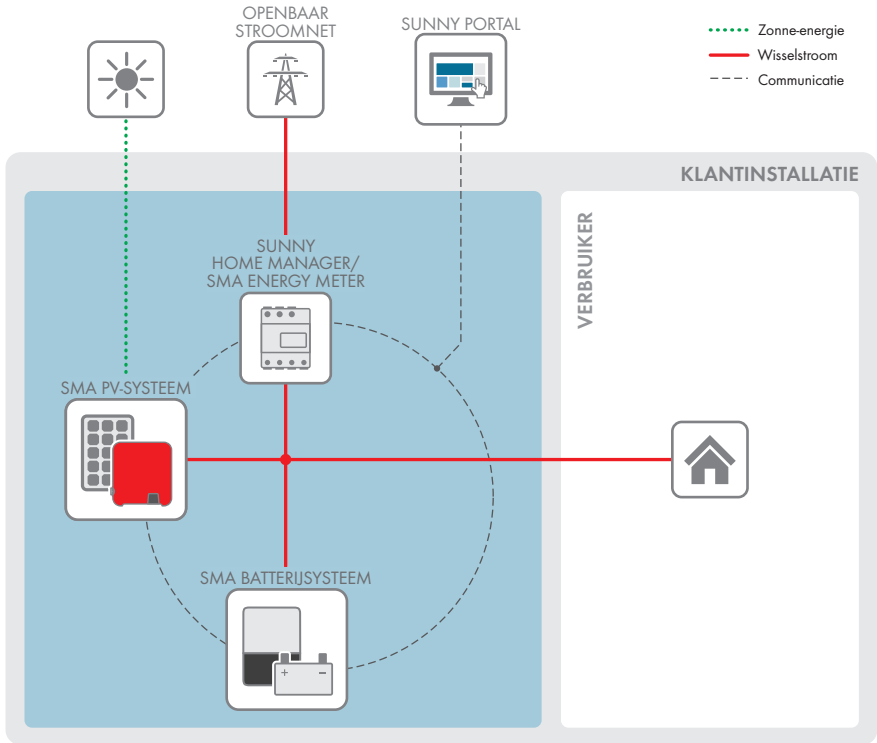 OPENBAAR
STROOMNET
SUNNY PORTAL
Zonne-energie
Wisselstroom
Communicatie
KLANTINSTALLATIE
SUNNY
HOME MANAGER/
SMA ENERGY METER
VERBRUIKER
SMA PV-SYSTEEM
SMA BATTERIJSYSTEEM
+ −